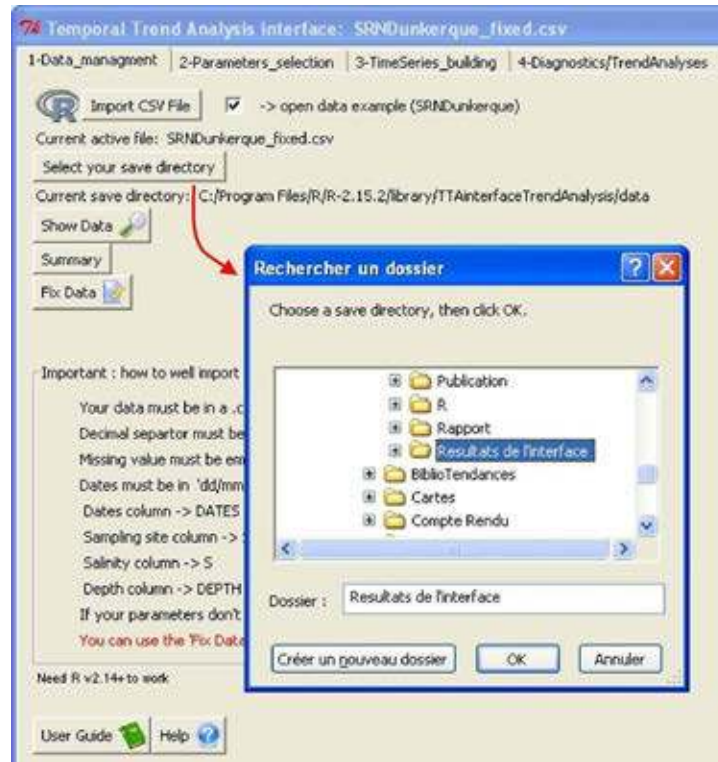 Temporal Trend Analysis interface: SRNDunkerque_fixed.csv
1-Data_managment 2-Parameters_selection 3-TimeSeries_building 4-Diagnostics/TrendAnalyses
Import CSV File -> open data example (SRNDunkerque)
Current active file: SRNDunkerque_fixed.csv
Select your save directory
Current save directory: C:/Program Files/R/R-2.15.2/library/TTAinterfaceTrendAnalysis/data
Show Data
Summary
Fix Data
Rechercher un dossier
Choose a save directory, then click OK.
Publication
R
Rapport
Resultats de l'interface
BiblioTendances
Cartes
Compte Rendu
Dossier : Resultats de l'interface
Créer un nouveau dossier OK Annuler
Important : how to well import
Your data must be in a .c
Decimal separtor must be
Missing value must be em
Dates must be in 'dd/mm
Dates column -> DATES
Sampling site column ->
Salinity column -> S
Depth column -> DEPTH
If your parameters don't
You can use the 'Fix Data
Need R v2.14+ to work
User Guide Help